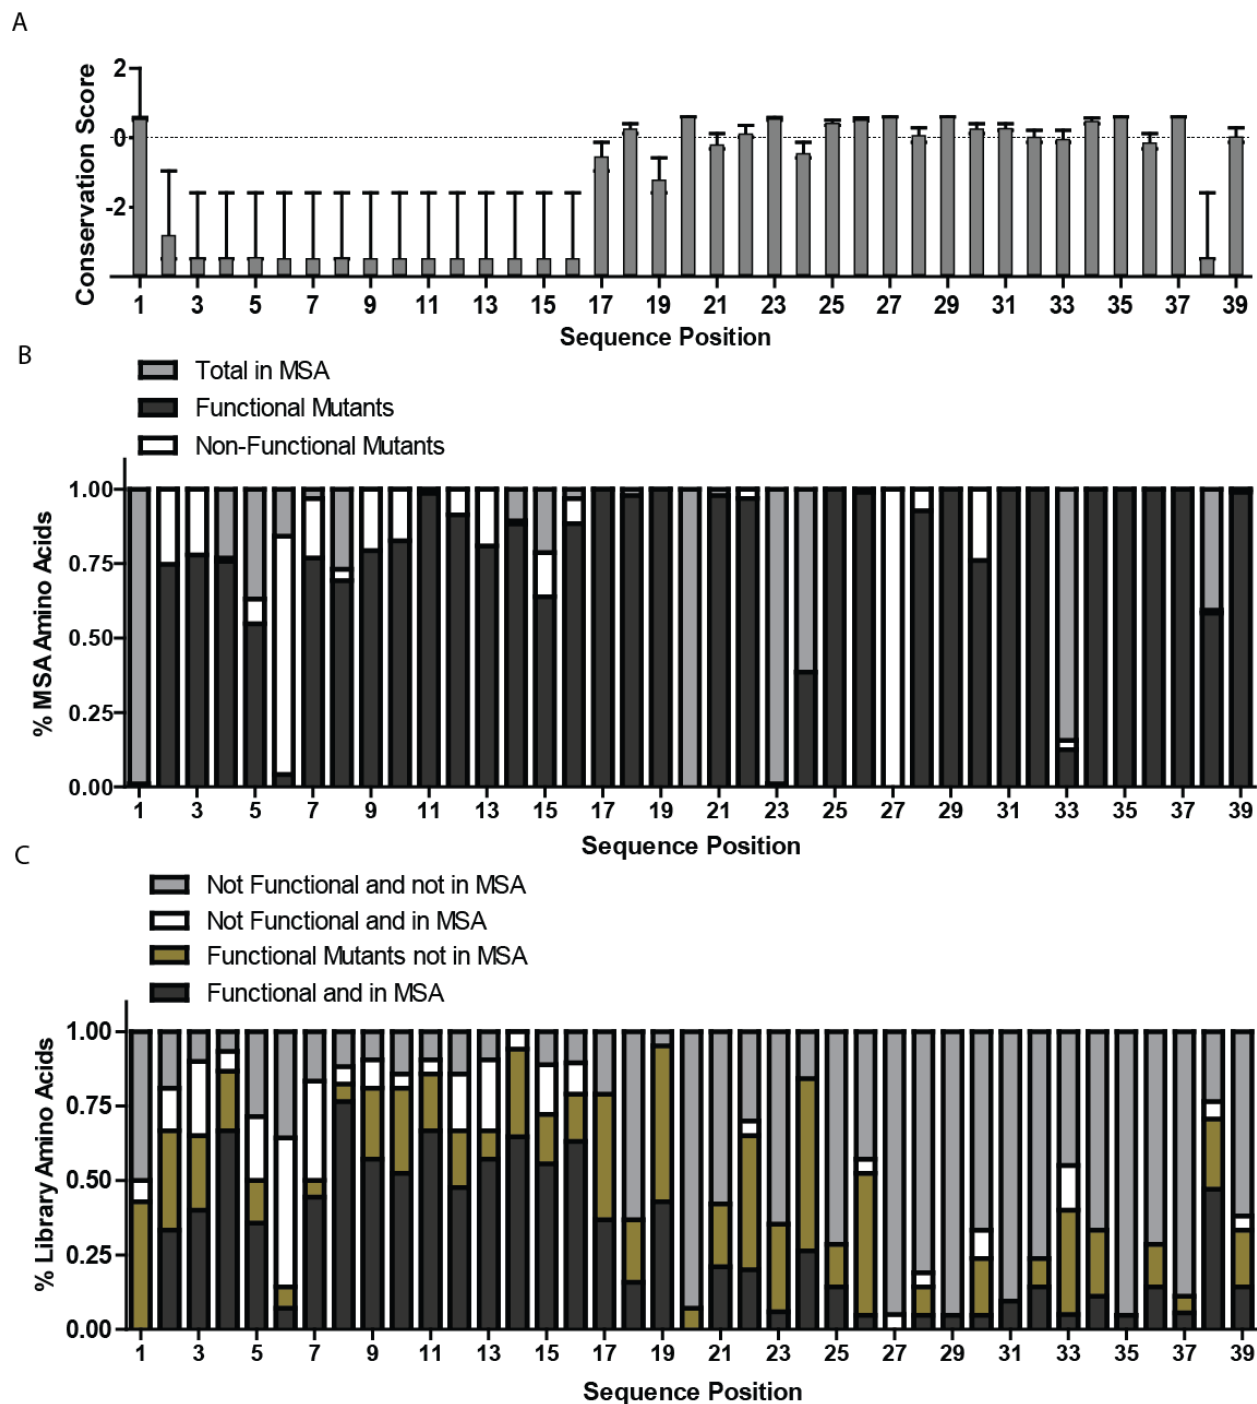 A
Conservation Score
2
0
-2
1 3 5 7 9 11 13 15 17 19 21 23 25 27 29 31 33 35 37 39
Sequence Position
B
Total in MSA
Functional Mutants
Non-Functional Mutants
% MSA Amino Acids
1.00
0.75
0.50
0.25
0.00
1 3 5 7 9 11 13 15 17 19 21 23 25 27 29 31 33 35 37 39
Sequence Position
C
Not Functional and not in MSA
Not Functional and in MSA
Functional Mutants not in MSA
Functional and in MSA
% Library Amino Acids
1.00
0.75
0.50
0.25
0.00
1 3 5 7 9 11 13 15 17 19 21 23 25 27 29 31 33 35 37 39
Sequence Position